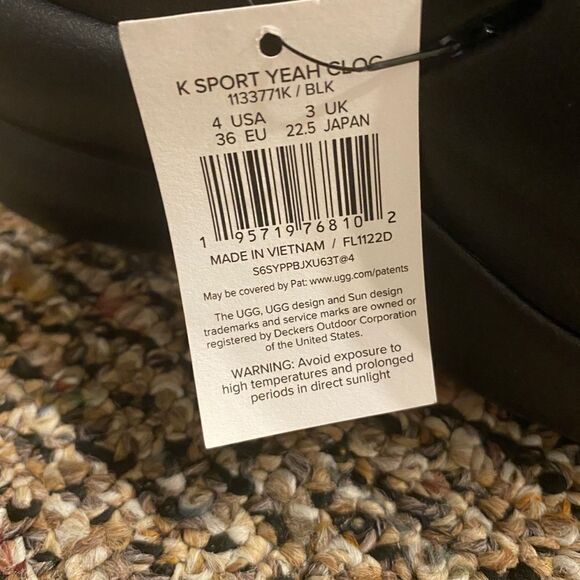 K SPORT YEAH CLOG
1133771K / BLK
4 USA 3 UK
36 EU 22.5 JAPAN
1 95719 76810 2
MADE IN VIETNAM / FL1122D
S6SYPPBJXU63T@4
May be covered by Pat: www.ugg.com/patents
The UGG, UGG design and Sun design
trademarks and service marks are owned or
registered by Deckers Outdoor Corporation
of the United States.
WARNING: Avoid exposure to
high temperatures and prolonged
periods in direct sunlight